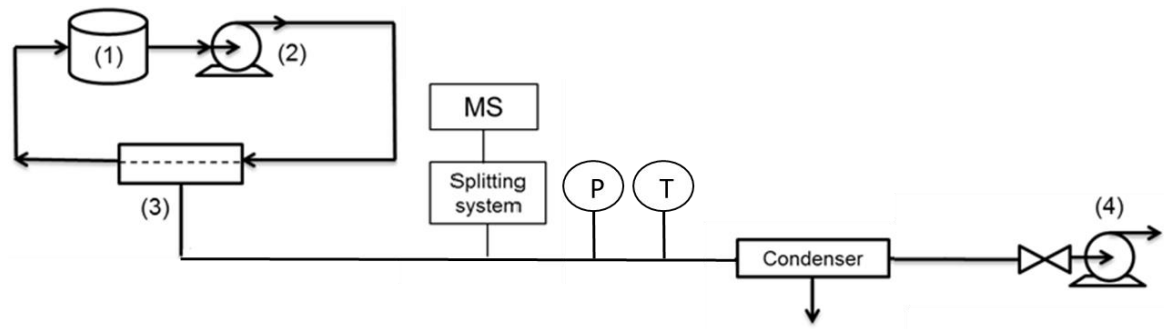 (1)
(2)
MS
Splitting
system
P
T
(3)
(4)
Condenser